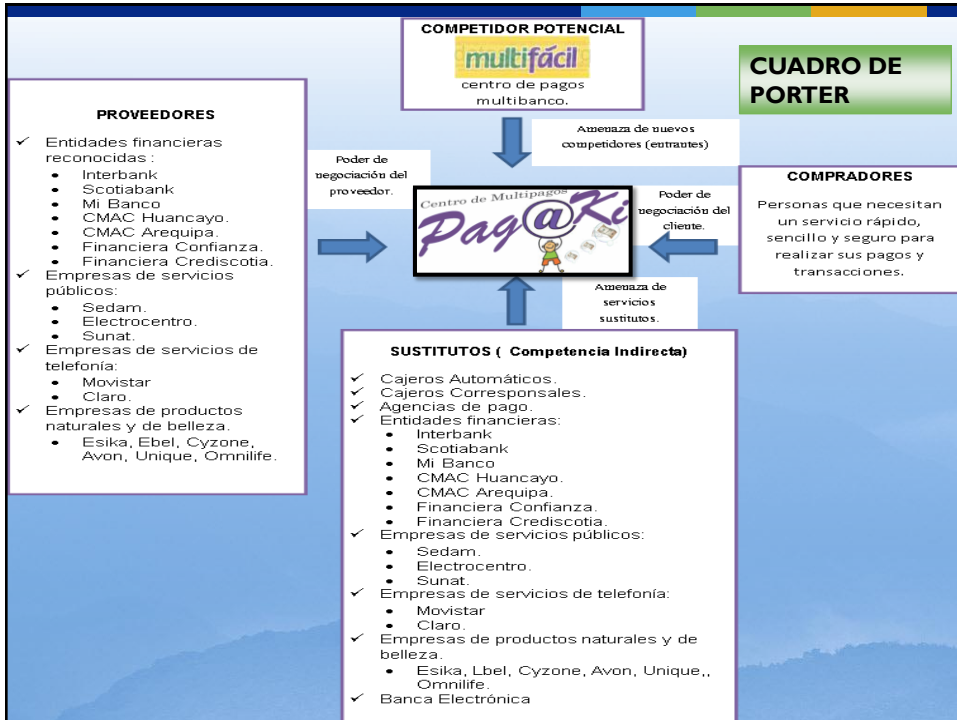 COMPETIDOR POTENCIAL
multifácil
centro de pagos
multibanco.
CUADRO DE
PORTER
PROVEEDORES
✓ Entidades financieras
reconocidas :
• Interbank
• Scotiabank
• Mi Banco
• CMAC Huancayo.
• CMAC Arequipa.
• Financiera Confianza.
• Financiera Crediscotia.
✓ Empresas de servicios
públicos:
• Sedam.
• Electrocentro.
• Sunat.
✓ Empresas de servicios de
telefonía:
• Movistar
• Claro.
✓ Empresas de productos
naturales y de belleza.
• Esika, Ebel, Cyzone,
Avon, Unique, Omnilife.
Poder de
negociación del
proveedor.
Amenaza de nuevos
competidores (entrantes)
Centro de Multipagos
Pag@Ki
Poder de
negociación del
cliente.
COMPRADORES
Personas que necesitan
un servicio rápido,
sencillo y seguro para
realizar sus pagos y
transacciones.
Amenaza de
servicios
sustitutos.
SUSTITUTOS ( Competencia Indirecta)
✓ Cajeros Automáticos.
✓ Cajeros Corresponsales.
✓ Agencias de pago.
✓ Entidades financieras:
• Interbank
• Scotiabank
• Mi Banco
• CMAC Huancayo.
• CMAC Arequipa.
• Financiera Confianza.
• Financiera Crediscotia.
✓ Empresas de servicios públicos:
• Sedam.
• Electrocentro.
• Sunat.
✓ Empresas de servicios de telefonía:
• Movistar
• Claro.
✓ Empresas de productos naturales y de
belleza.
• Esika, Lbel, Cyzone, Avon, Unique,,
Omnilife.
✓ Banca Electrónica